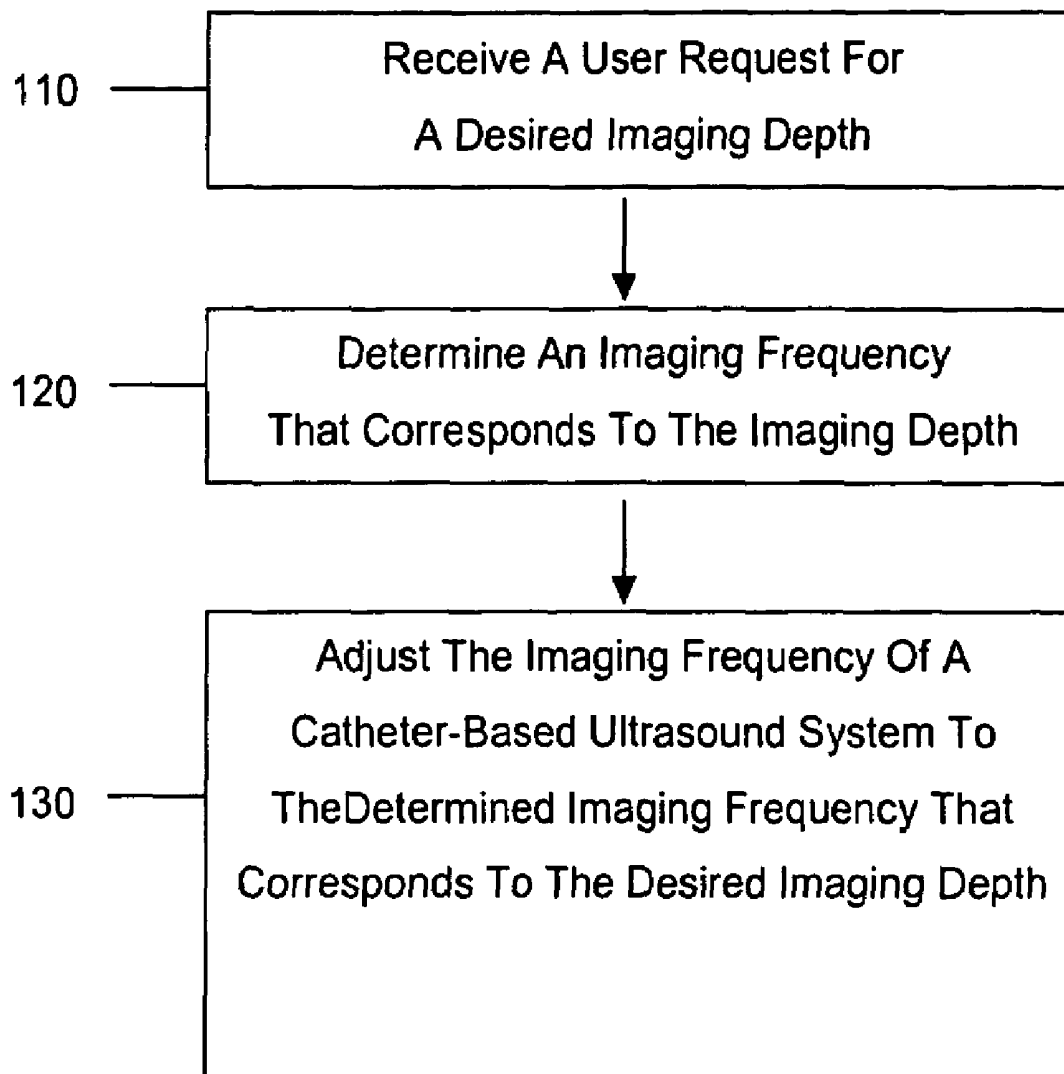 110
Receive A User Request For
A Desired Imaging Depth
120
Determine An Imaging Frequency
That Corresponds To The Imaging Depth
130
Adjust The Imaging Frequency Of A
Catheter-Based Ultrasound System To
TheDetermined Imaging Frequency That
Corresponds To The Desired Imaging Depth